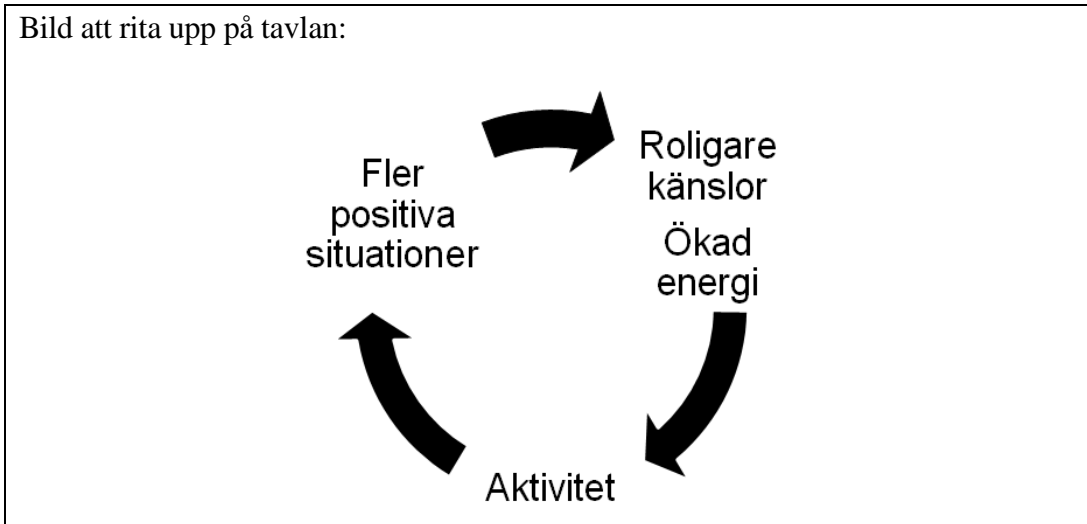 Bild att rita upp på tavlan:
Fler
positiva
situationer
Roligare
känslor
Ökad
energi
Aktivitet